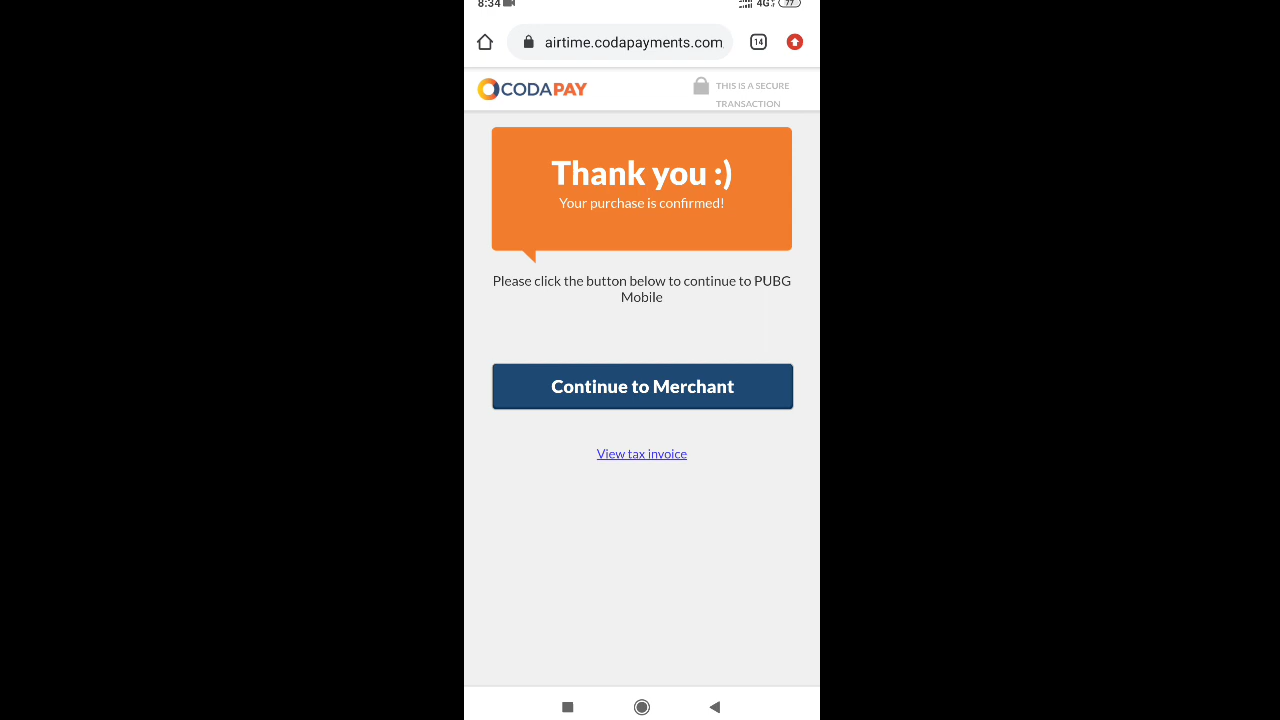 8:34
4G
77
airtime.codapayments.com
14
CODAPAY
THIS IS A SECURE
TRANSACTION
Thank you :)
Your purchase is confirmed!
Please click the button below to continue to PUBG
Mobile
Continue to Merchant
View tax invoice